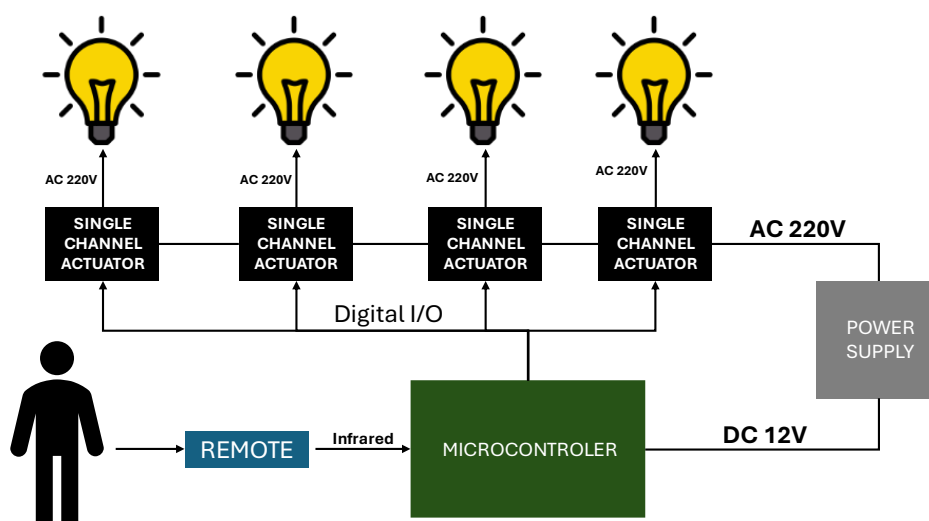 AC 220V
AC 220V
AC 220V
AC 220V
SINGLE
CHANNEL
ACTUATOR
SINGLE
CHANNEL
ACTUATOR
SINGLE
CHANNEL
ACTUATOR
SINGLE
CHANNEL
ACTUATOR
AC 220V
Digital I/O
POWER
SUPPLY
REMOTE
Infrared
MICROCONTROLER
DC 12V